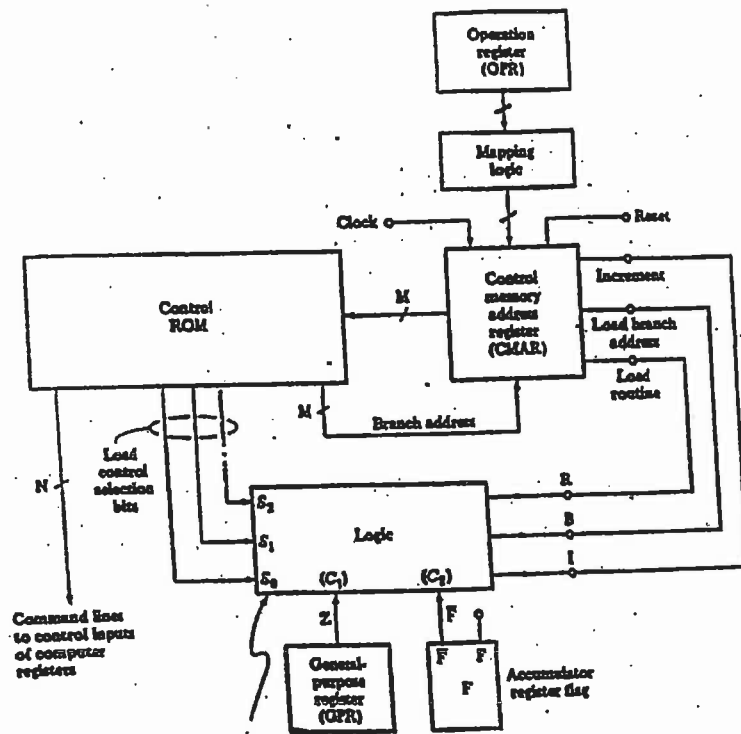 Operation
register
(OPR)
Mapping
logic
Clock
Reset
Control
ROM
M
Control
memory
address
register
(CMAR)
Increment
Load branch
address
Load
routine
M
Branch address
Load
control
selection
bits
N
S₂
S₁
S₀
Logic
(C₁)
(C₂)
R
B
I
Z
F̅
F̅
F
F
Command lines
to control inputs
of computer
registers
General-
purpose
register
(GPR)
Accumulator
register flag